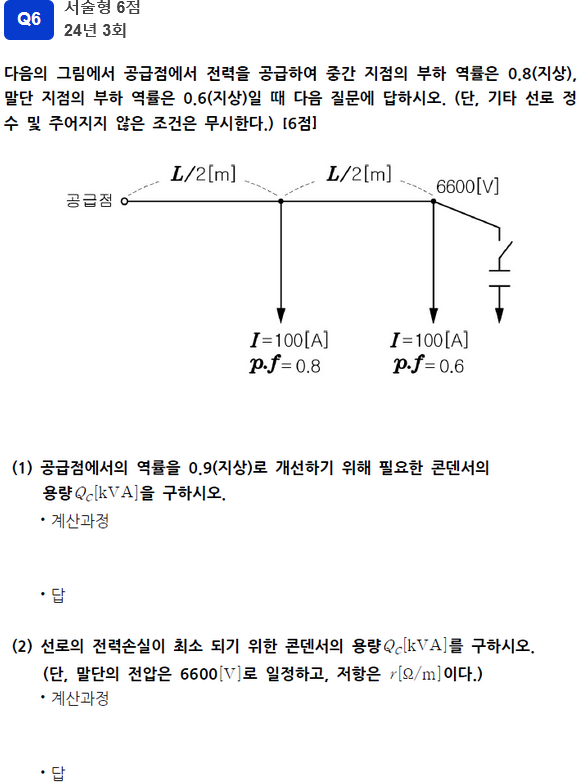 Q6
서술형 6점
24년 3회
다음의 그림에서 공급점에서 전력을 공급하여 중간 지점의 부하 역률은 0.8(지상),
말단 지점의 부하 역률은 0.6(지상)일 때 다음 질문에 답하시오. (단, 기타 선로 정
수 및 주어지지 않은 조건은 무시한다.) [6점]
L/2[m] L/2[m]
6600[V]
공급점
I=100[A] I=100[A]
p.f=0.8 p.f=0.6
(1) 공급점에서의 역률을 0.9(지상)로 개선하기 위해 필요한 콘덴서의
용량 Q_C[kVA]을 구하시오.
• 계산과정
• 답
(2) 선로의 전력손실이 최소 되기 위한 콘덴서의 용량 Q_C[kVA]를 구하시오.
(단, 말단의 전압은 6600[V]로 일정하고, 저항은 r[Ω/m]이다.)
• 계산과정
• 답